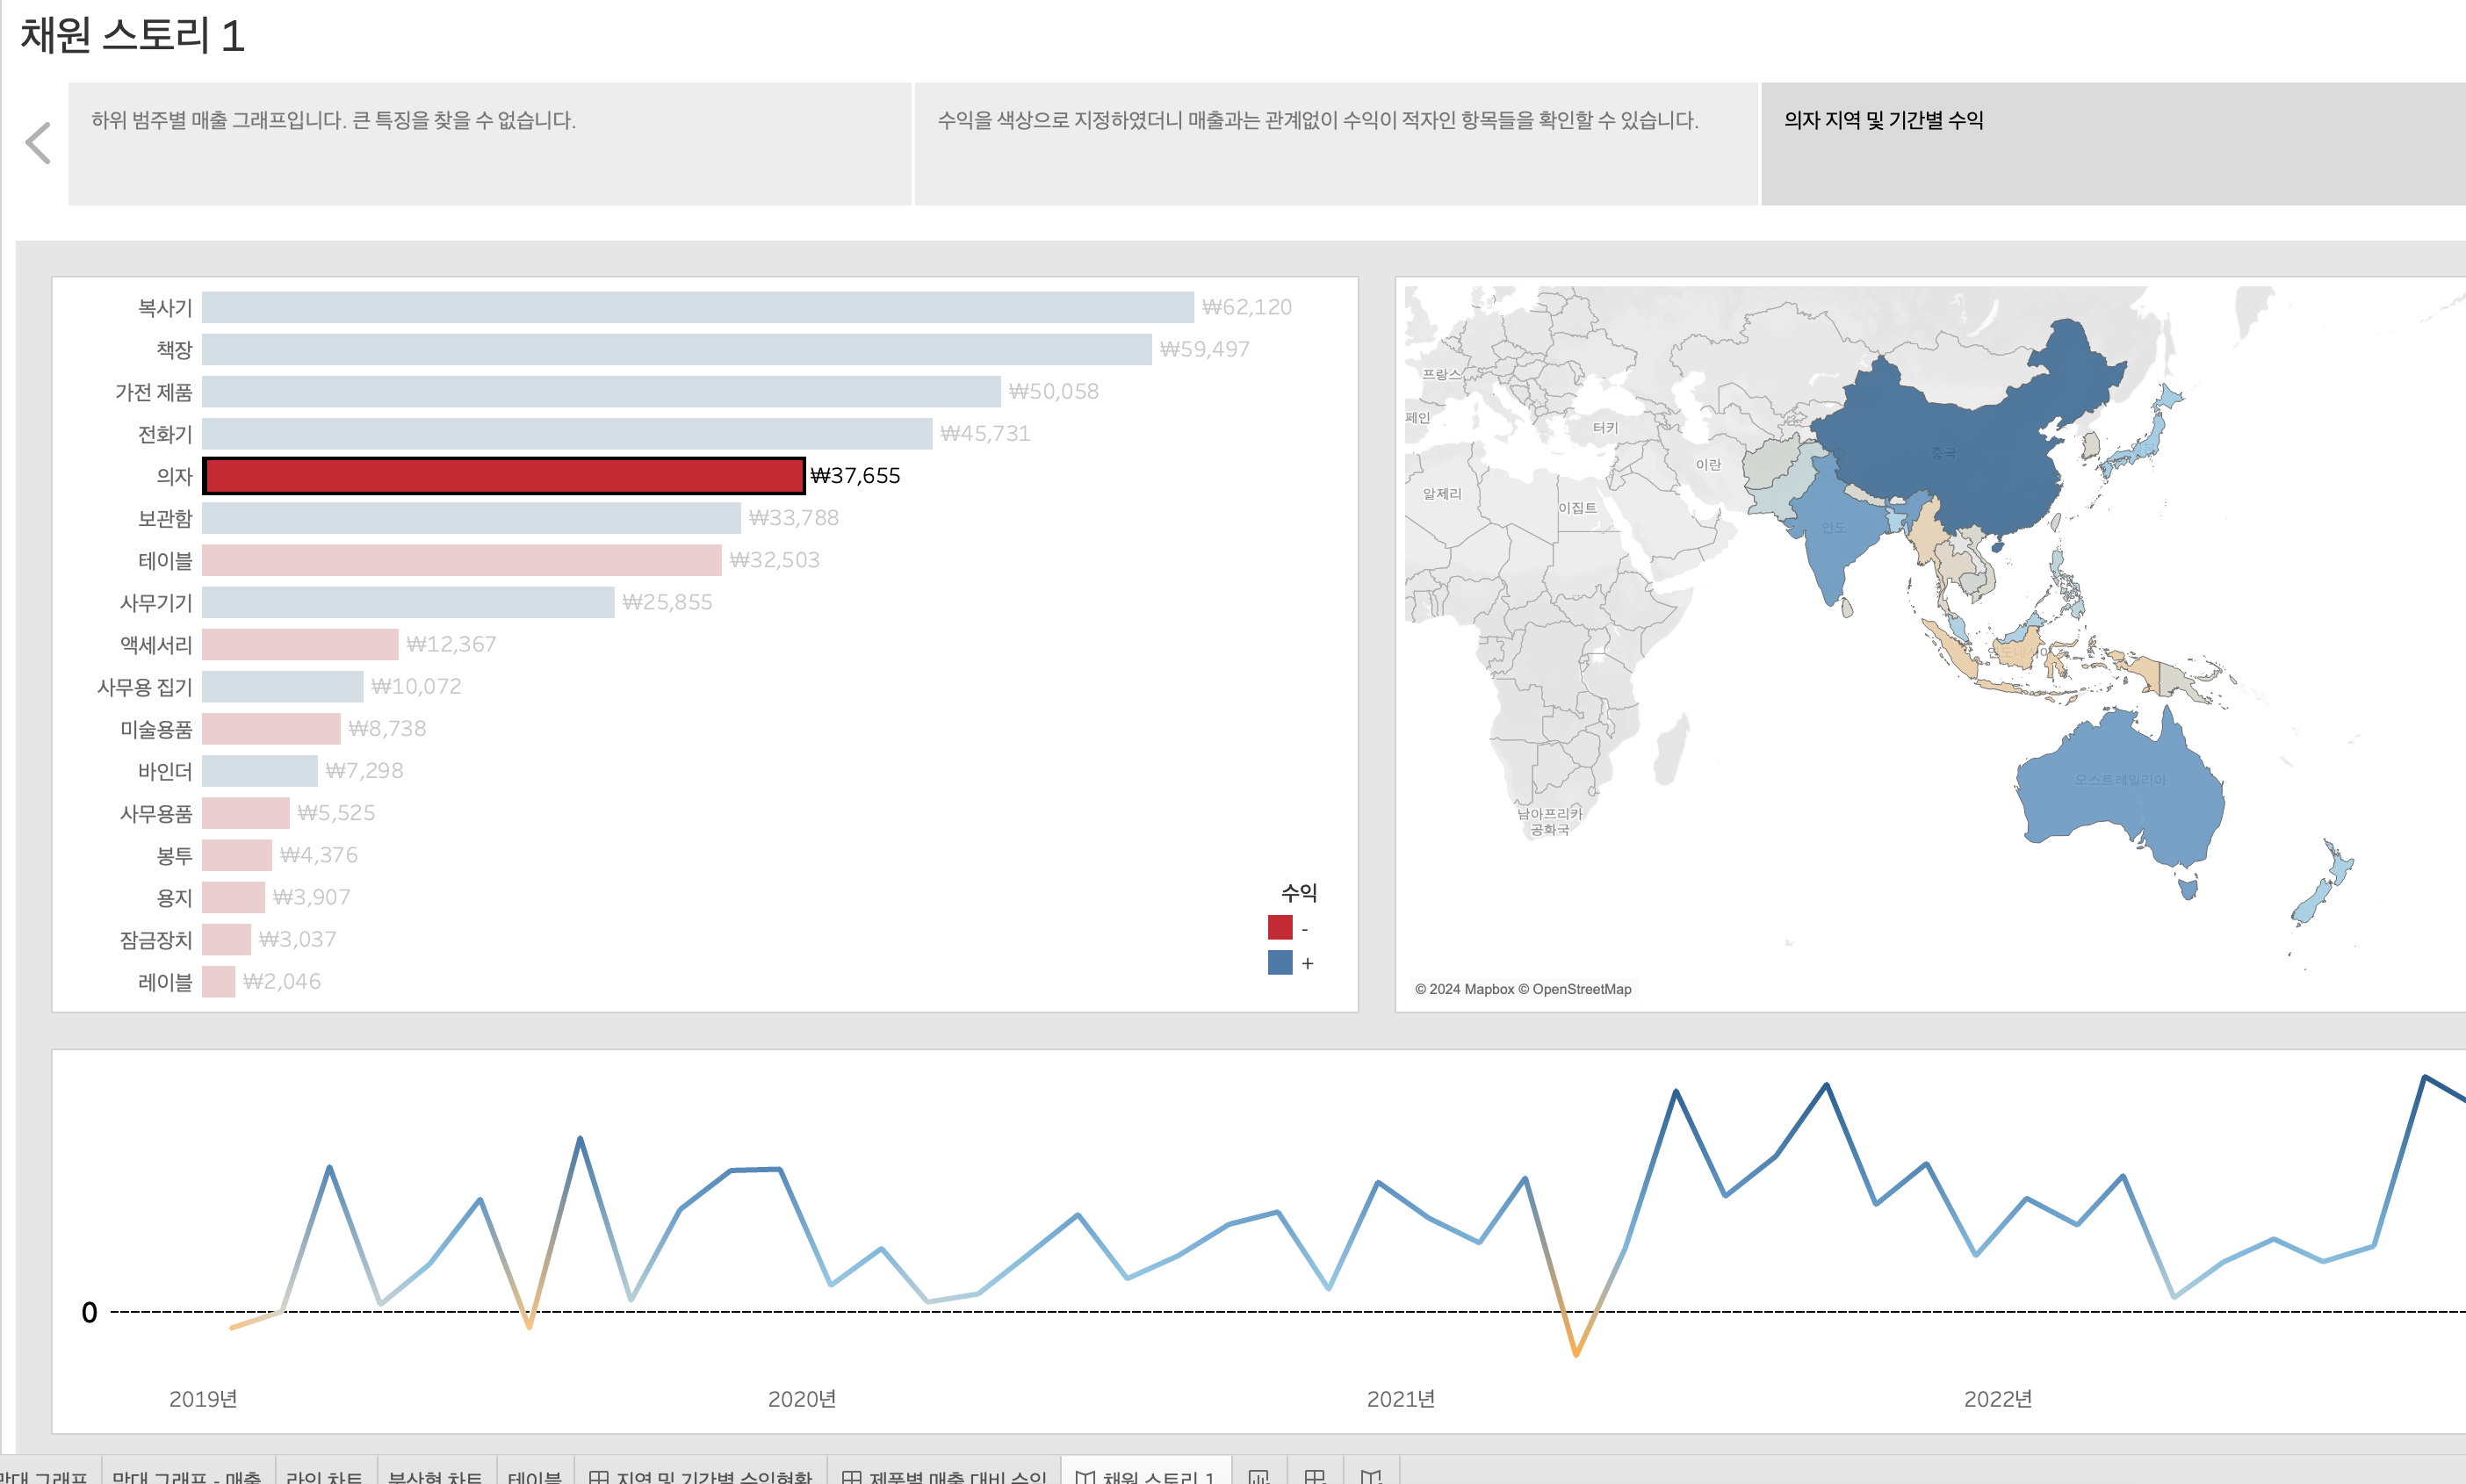 채원 스토리 1
하위 범주별 매출 그래프입니다. 큰 특징을 찾을 수 없습니다.
수익을 색상으로 지정하였더니 매출과는 관계없이 수익이 적자인 항목들을 확인할 수 있습니다.
의자 지역 및 기간별 수익
복사기 ₩62,120
책장 ₩59,497
가전 제품 ₩50,058
전화기 ₩45,731
의자 ₩37,655
보관함 ₩33,788
테이블 ₩32,503
사무기기 ₩25,855
액세서리 ₩12,367
사무용 집기 ₩10,072
미술용품 ₩8,738
바인더 ₩7,298
사무용품 ₩5,525
봉투 ₩4,376
용지 ₩3,907
잠금장치 ₩3,037
레이블 ₩2,046
수익
-
+
프랑스
페인
터키
이란
알제리
이집트
중국
인도
인도네시아
오스트레일리아
남아프리카
공화국
© 2024 Mapbox © OpenStreetMap
0
2019년
2020년
2021년
2022년
막대 그래프
막대 그래프 - 매출
라인 차트
분산형 차트
테이블
지역 및 기간별 수익현황
제품별 매출 대비 수익
채원 스토리 1